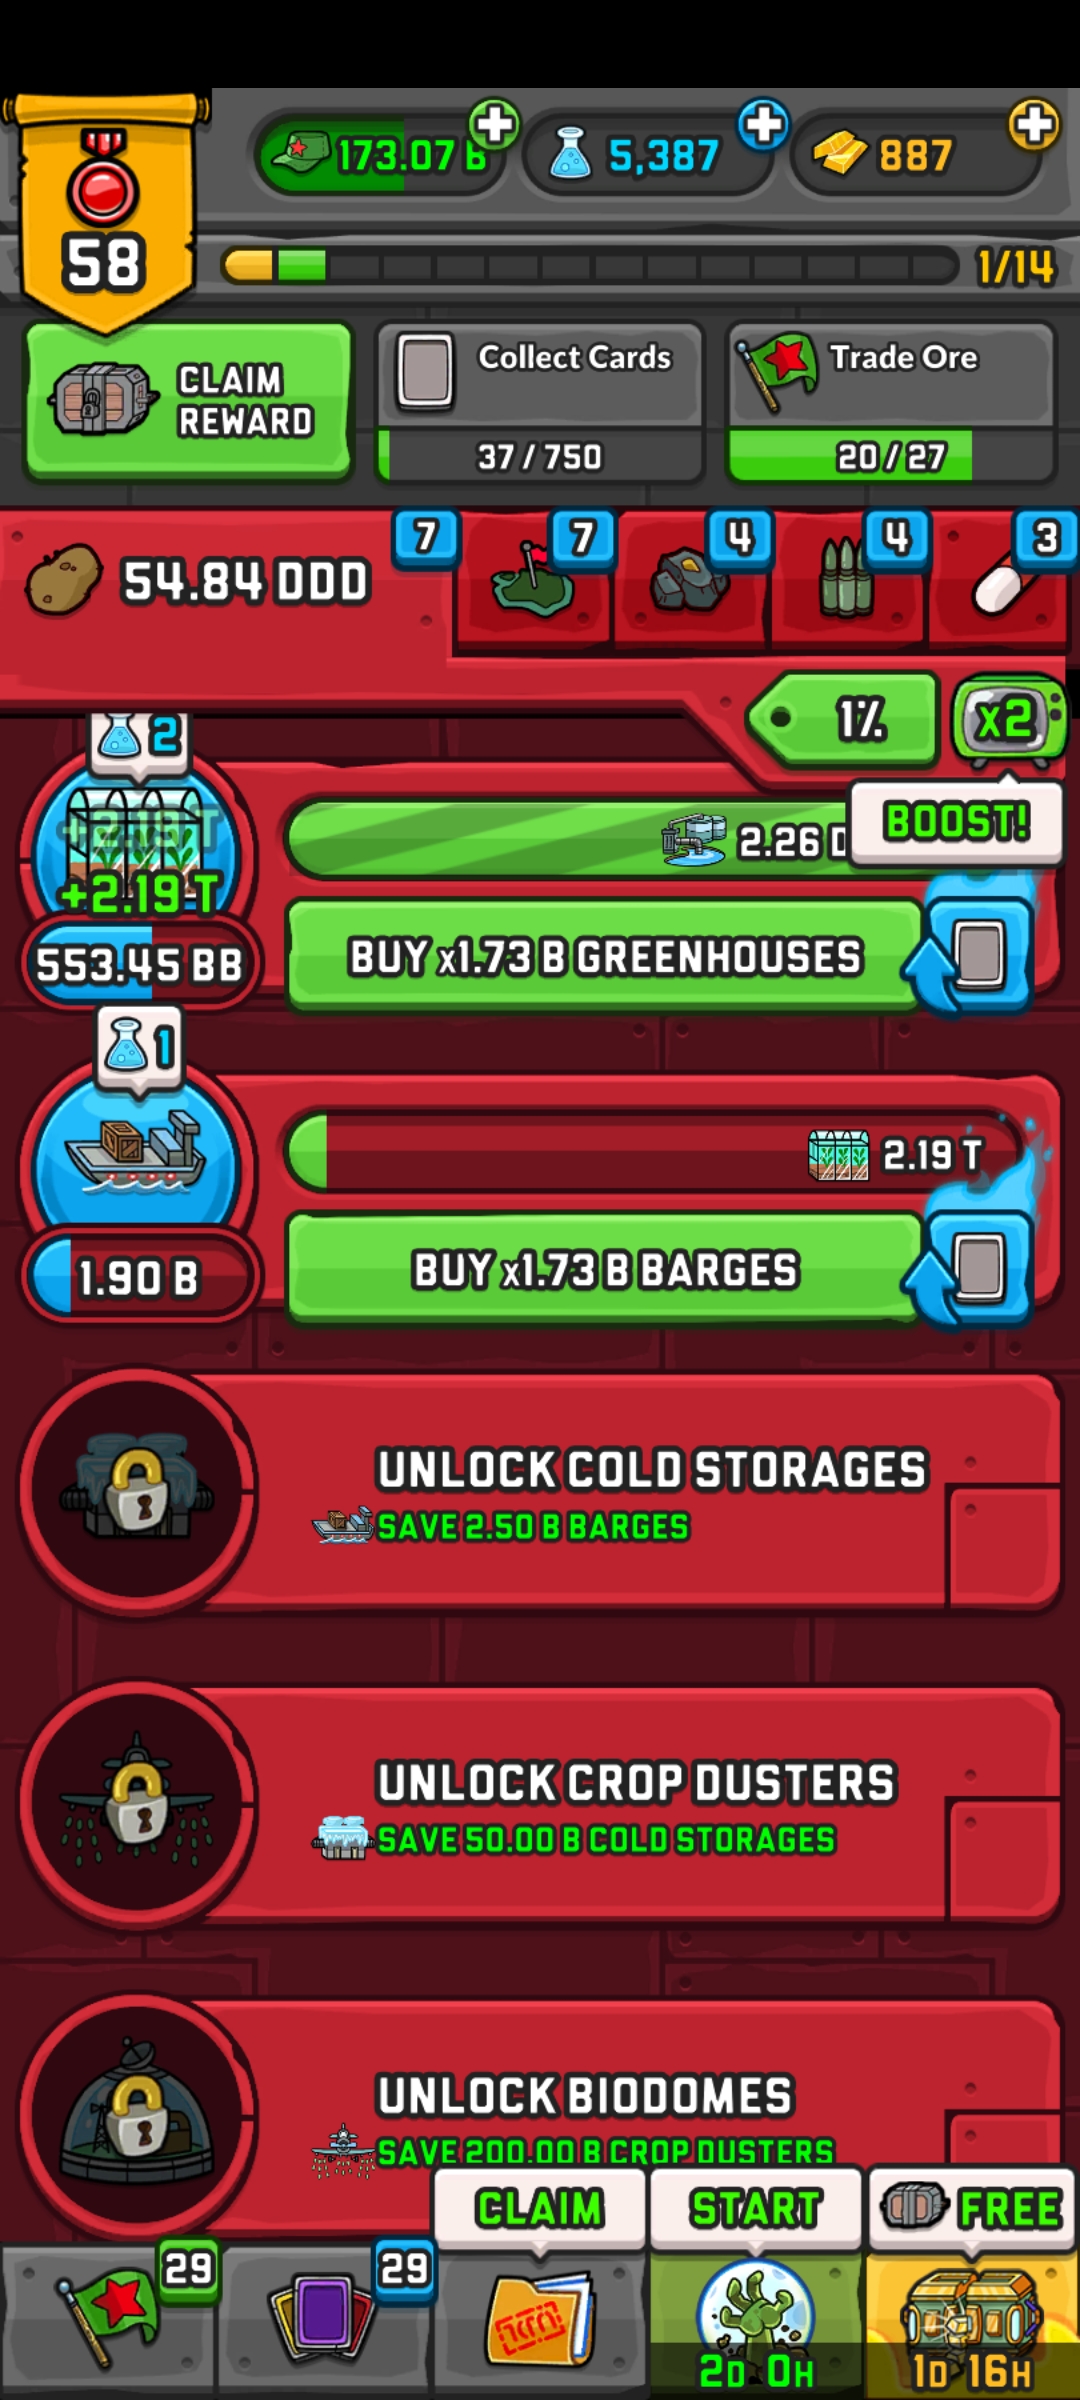 173.07 B
5,387
887
58
1/14
CLAIM
REWARD
Collect Cards
37 / 750
Trade Ore
20 / 27
54.84 DDD
7
7
4
4
3
1%
x2
BOOST!
2
+2.19 T
+2.19 T
2.26
553.45 BB
BUY x1.73 B GREENHOUSES
1
2.19 T
1.90 B
BUY x1.73 B BARGES
UNLOCK COLD STORAGES
SAVE 2.50 B BARGES
UNLOCK CROP DUSTERS
SAVE 50.00 B COLD STORAGES
UNLOCK BIODOMES
SAVE 200.00 B CROP DUSTERS
CLAIM
START
FREE
29
29
2D 0H
1D 16H